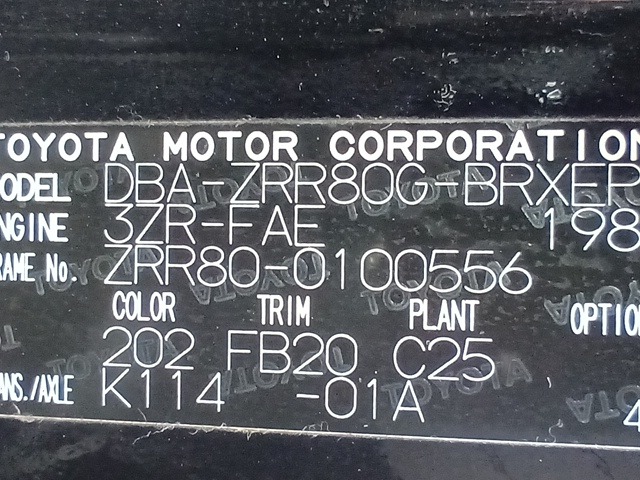 TOYOTA MOTOR CORPORATION
MODEL DBA-ZRR80G-BRXEP
ENGINE 3ZR-FAE 198
FRAME No. ZRR80-0100556
COLOR TRIM PLANT OPTION
202 FB20 C25
TRANS./AXLE K114 -01A 4